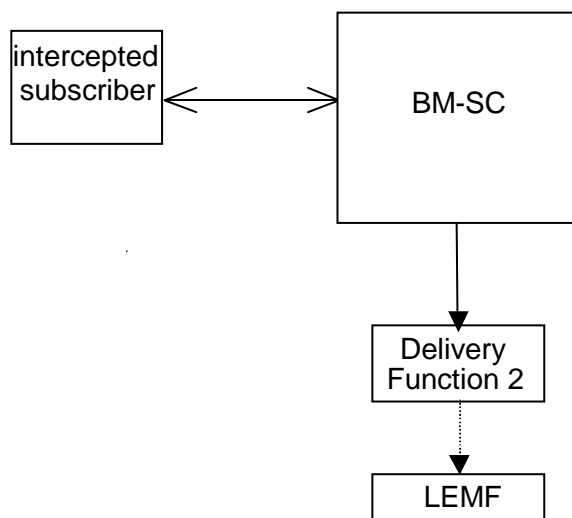 intercepted
subscriber
BM-SC
Delivery
Function 2
LEMF